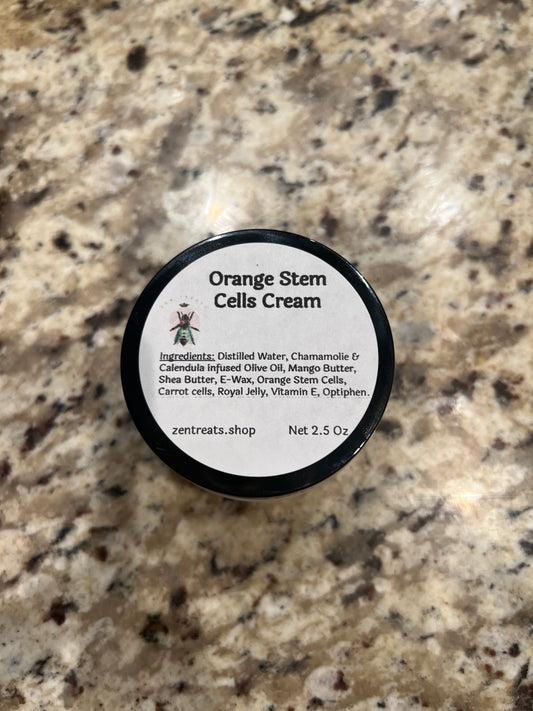 Orange Stem
Cells Cream
Ingredients: Distilled Water, Chamamolie &
Calendula infused Olive Oil, Mango Butter,
Shea Butter, E-Wax, Orange Stem Cells,
Carrot cells, Royal Jelly, Vitamin E, Optiphen.
zentreats.shop Net 2.5 Oz